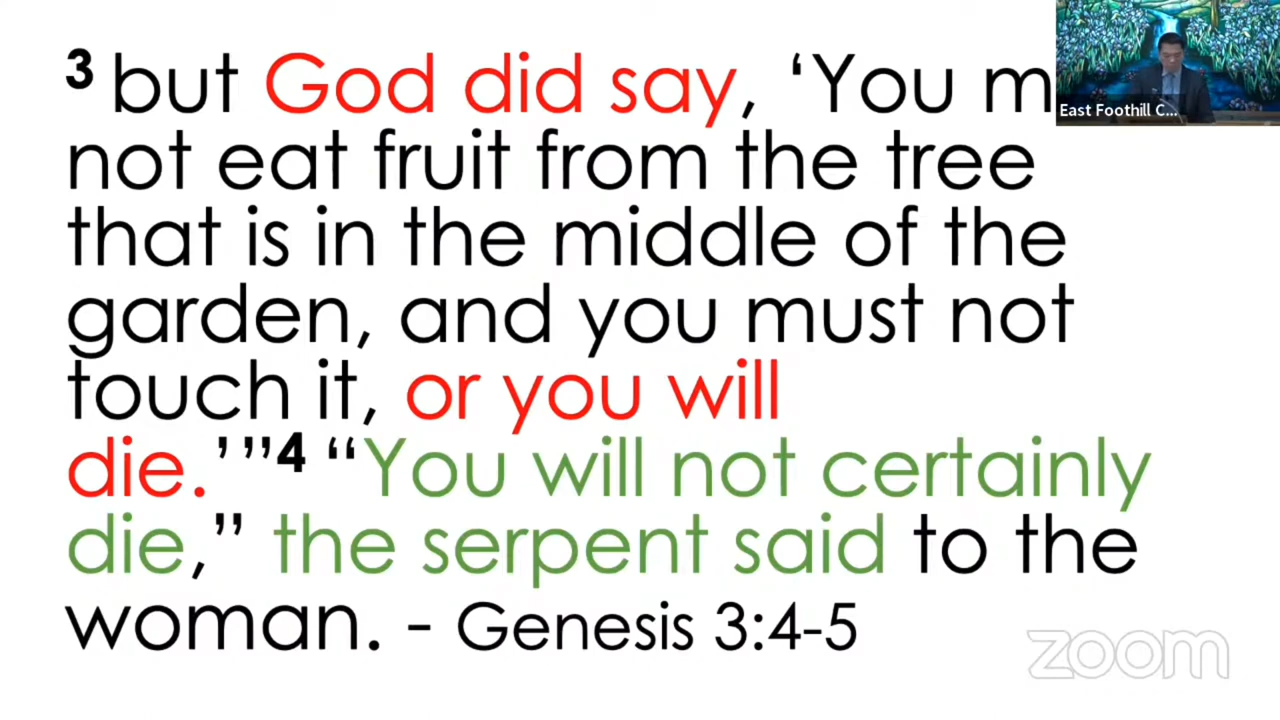 3 but God did say, ‘You m
not eat fruit from the tree
that is in the middle of the
garden, and you must not
touch it, or you will
die.’ ”4 “You will not certainly
die,” the serpent said to the
woman. - Genesis 3:4-5
East Foothill C...
zoom